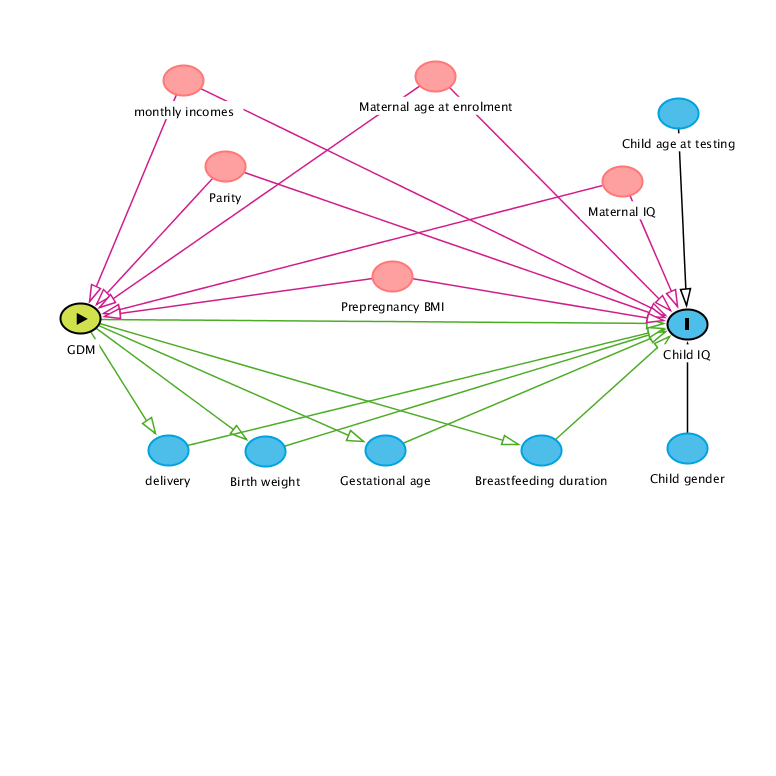 monthly incomes
Maternal age at enrolment
Child age at testing
Parity
Maternal IQ
Prepregnancy BMI
GDM
Child IQ
delivery
Birth weight
Gestational age
Breastfeeding duration
Child gender